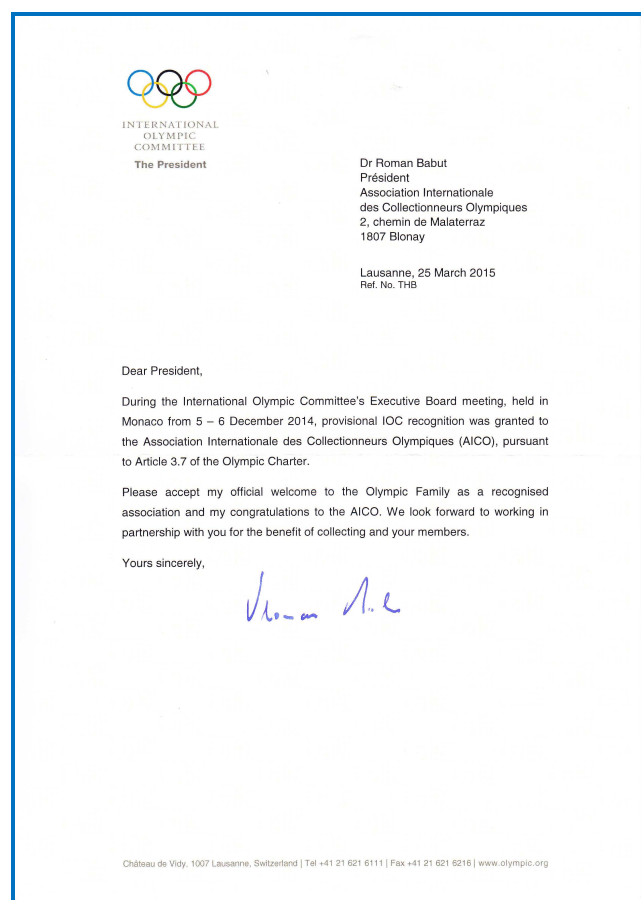 INTERNATIONAL
OLYMPIC
COMMITTEE
The President
Dr Roman Babut
Président
Association Internationale
des Collectionneurs Olympiques
2, chemin de Malaterraz
1807 Blonay
Lausanne, 25 March 2015
Ref. No. THB
Dear President,
During the International Olympic Committee's Executive Board meeting, held in
Monaco from 5 – 6 December 2014, provisional IOC recognition was granted to
the Association Internationale des Collectionneurs Olympiques (AICO), pursuant
to Article 3.7 of the Olympic Charter.
Please accept my official welcome to the Olympic Family as a recognised
association and my congratulations to the AICO. We look forward to working in
partnership with you for the benefit of collecting and your members.
Yours sincerely,
Château de Vidy, 1007 Lausanne, Switzerland | Tel +41 21 621 6111 | Fax +41 21 621 6216 | www.olympic.org